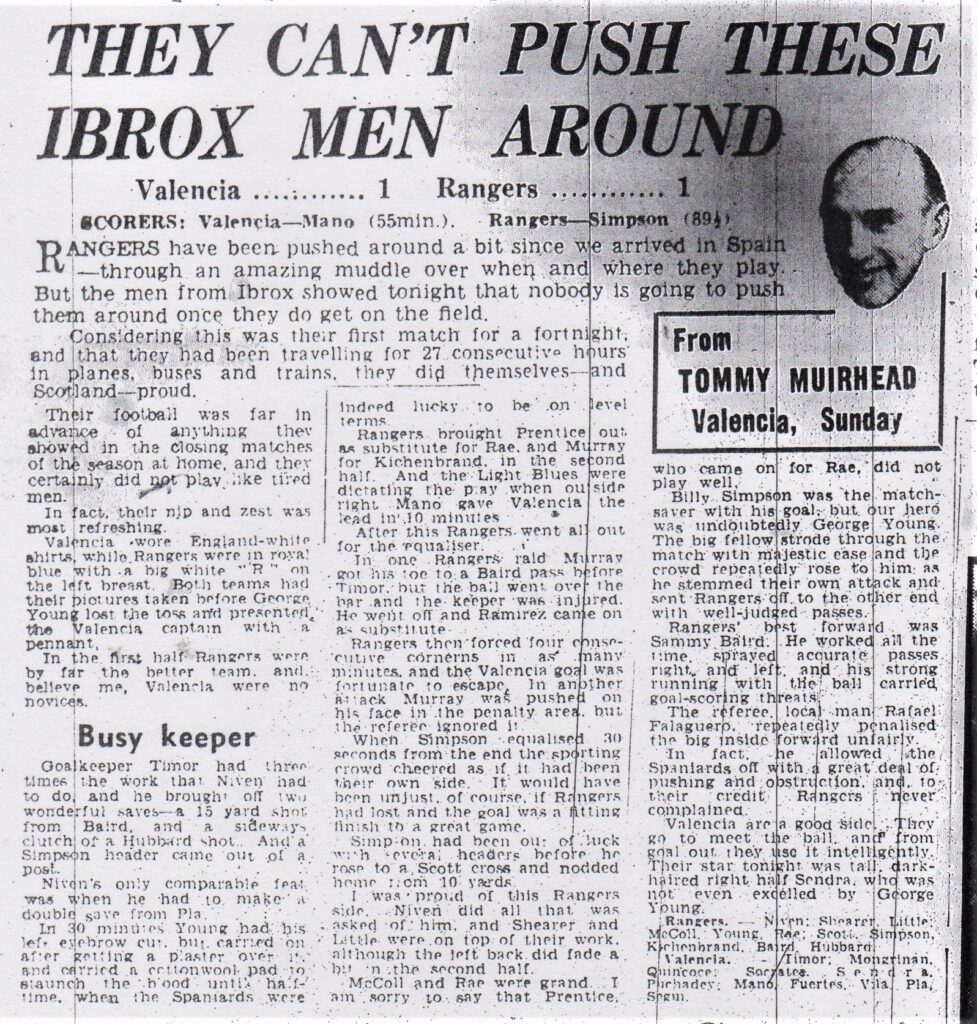 THEY CAN'T PUSH THESE
IBROX MEN AROUND
Valencia ............ 1 Rangers ............ 1
SCORERS: Valencia—Mano (55min.). Rangers—Simpson (89½)
RANGERS have been pushed around a bit since we arrived in Spain
—through an amazing muddle over when and where they play.
But the men from Ibrox showed tonight that nobody is going to push
them around once they do get on the field.
Considering this was their first match for a fortnight,
and that they had been travelling for 27 consecutive hours
in planes, buses and trains, they did themselves—and
Scotland—proud.
From
TOMMY MUIRHEAD
Valencia, Sunday
Their football was far in
advance of anything they
showed in the closing matches
of the season at home, and they
certainly did not play like tired
men.
In fact, their nip and zest was
most refreshing.
Valencia wore England-white
shirts, while Rangers were in royal
blue with a big white "R" on
the left breast. Both teams had
their pictures taken before George
Young lost the toss and presented
the Valencia captain with a
pennant.
In the first half Rangers were
by far the better team, and,
believe me, Valencia were no
novices.
Busy keeper
Goalkeeper Timor had three
times the work that Niven had
to do, and he brought off two
wonderful saves—a 15 yard shot
from Baird, and a sideways
clutch of a Hubbard shot. And a
Simpson header came out of a
post.
Niven's only comparable feat
was when he had to make a
double save from Pla.
In 30 minutes Young had his
left eyebrow cut, but carried on
after getting a plaster over it,
and carried a cottonwool pad to
staunch the blood until half-
time, when the Spaniards were
indeed lucky to be on level
terms.
Rangers brought Prentice out
as substitute for Rae, and Murray
for Kichenbrand, in the second
half. And the Light Blues were
dictating the play when outside
right Mano gave Valencia the
lead in 10 minutes
After this Rangers went all out
for the equaliser.
In one Rangers raid Murray
got his toe to a Baird pass before
Timor, but the ball went over the
bar and the keeper was injured.
He went off and Ramirez came on
as substitute
Rangers then forced four conse-
cutive cornerns in as many
minutes, and the Valencia goal was
fortunate to escape. In another
attack Murray was pushed on
his face in the penalty area, but
the referee ignored it
When Simpson equalised 30
seconds from the end the sporting
crowd cheered as if it had been
their own side. It would have
been unjust, of course, if Rangers
had lost and the goal was a fitting
finish to a great game.
Simpson had been out of luck
with several headers before he
rose to a Scott cross and nodded
home from 10 yards.
I was proud of this Rangers
side. Niven did all that was
asked of him, and Shearer and
Little were on top of their work,
although the left back did fade a
bit in the second half.
McColl and Rae were grand. I
am sorry to say that Prentice,
who came on for Rae, did not
play well.
Billy Simpson was the match-
saver with his goal, but our hero
was undoubtedly George Young.
The big fellow strode through the
match with majestic ease and the
crowd repeatedly rose to him as
he stemmed their own attack and
sent Rangers off to the other end
with well-judged passes.
Rangers' best forward was
Sammy Baird. He worked all the
time, sprayed accurate passes
right and left, and his strong
running with the ball carried
goal-scoring threats.
The referee, local man Rafael
Falaguero, repeatedly penalised
the big inside forward unfairly.
In fact, he allowed the
Spaniards off with a great deal of
pushing and obstruction, and, to
their credit Rangers never
complained.
Valencia are a good side. They
go to meet the ball, and from
goal out they use it intelligently.
Their star tonight was tall, dark-
haired right half Sendra, who was
not even excelled by George
Young.
Rangers. — Niven; Shearer, Little;
McColl, Young, Rae; Scott, Simpson,
Kichenbrand, Baird, Hubbard.
Valencia. — Timor; Mongrinan,
Quincoce; Socrates, Sendra,
Puchadey; Mano, Fuertes, Vila, Pla,
Segui.